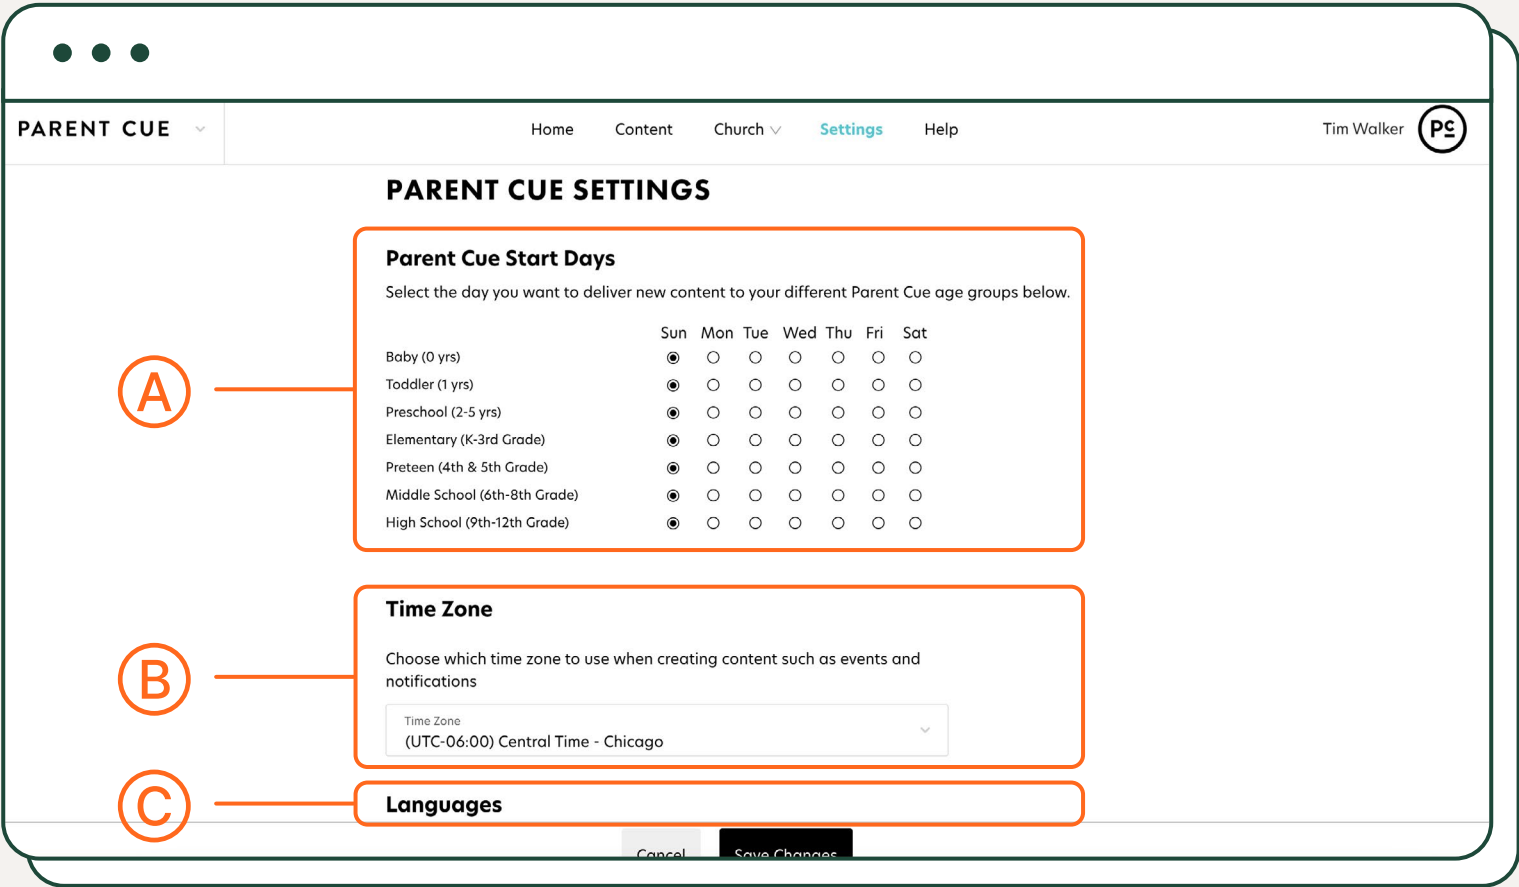 PARENT CUE
Home Content Church Settings Help
Tim Walker
PC
PARENT CUE SETTINGS
Parent Cue Start Days
Select the day you want to deliver new content to your different Parent Cue age groups below.
Sun Mon Tue Wed Thu Fri Sat
Baby (0 yrs)
Toddler (1 yrs)
Preschool (2-5 yrs)
Elementary (K-3rd Grade)
Preteen (4th & 5th Grade)
Middle School (6th-8th Grade)
High School (9th-12th Grade)
A
Time Zone
Choose which time zone to use when creating content such as events and
notifications
Time Zone
(UTC-06:00) Central Time - Chicago
B
Languages
C
Cancel Save Changes